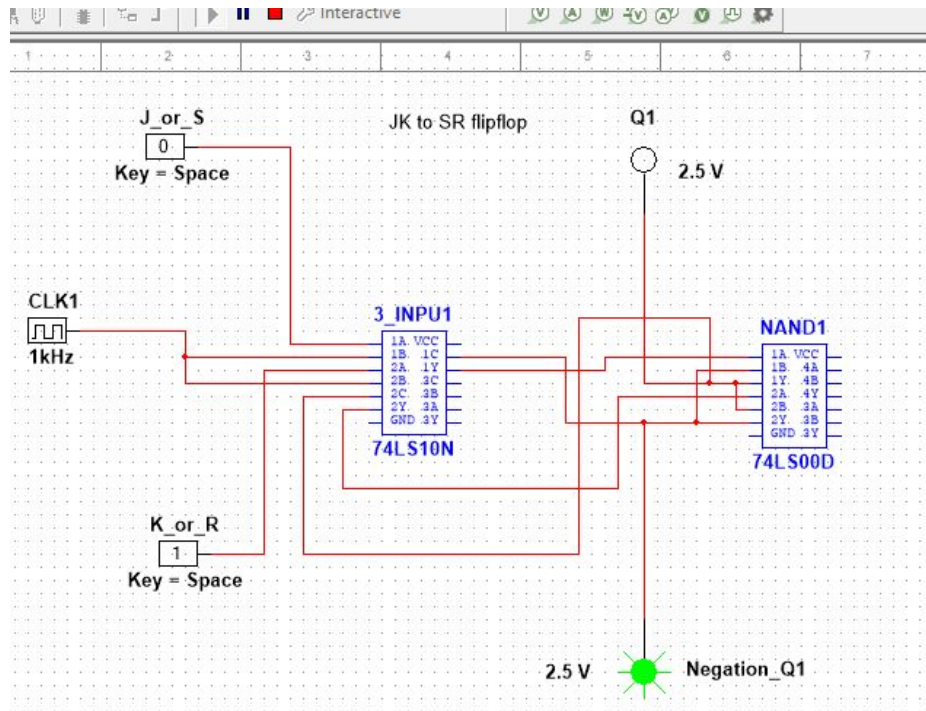 Interactive
1 2 3 4 5 6 7
J_or_S
0
Key = Space
JK to SR flipflop
Q1
2.5 V
CLK1
1kHz
3_INPU1
1A VCC
1B 1C
2A 1Y
2B 3C
2C 3B
2Y 3A
GND 3Y
74LS10N
NAND1
1A VCC
1B 4A
1Y 4B
2A 4Y
2B 3A
2Y 3B
GND 3Y
74LS00D
K_or_R
1
Key = Space
2.5 V
Negation_Q1